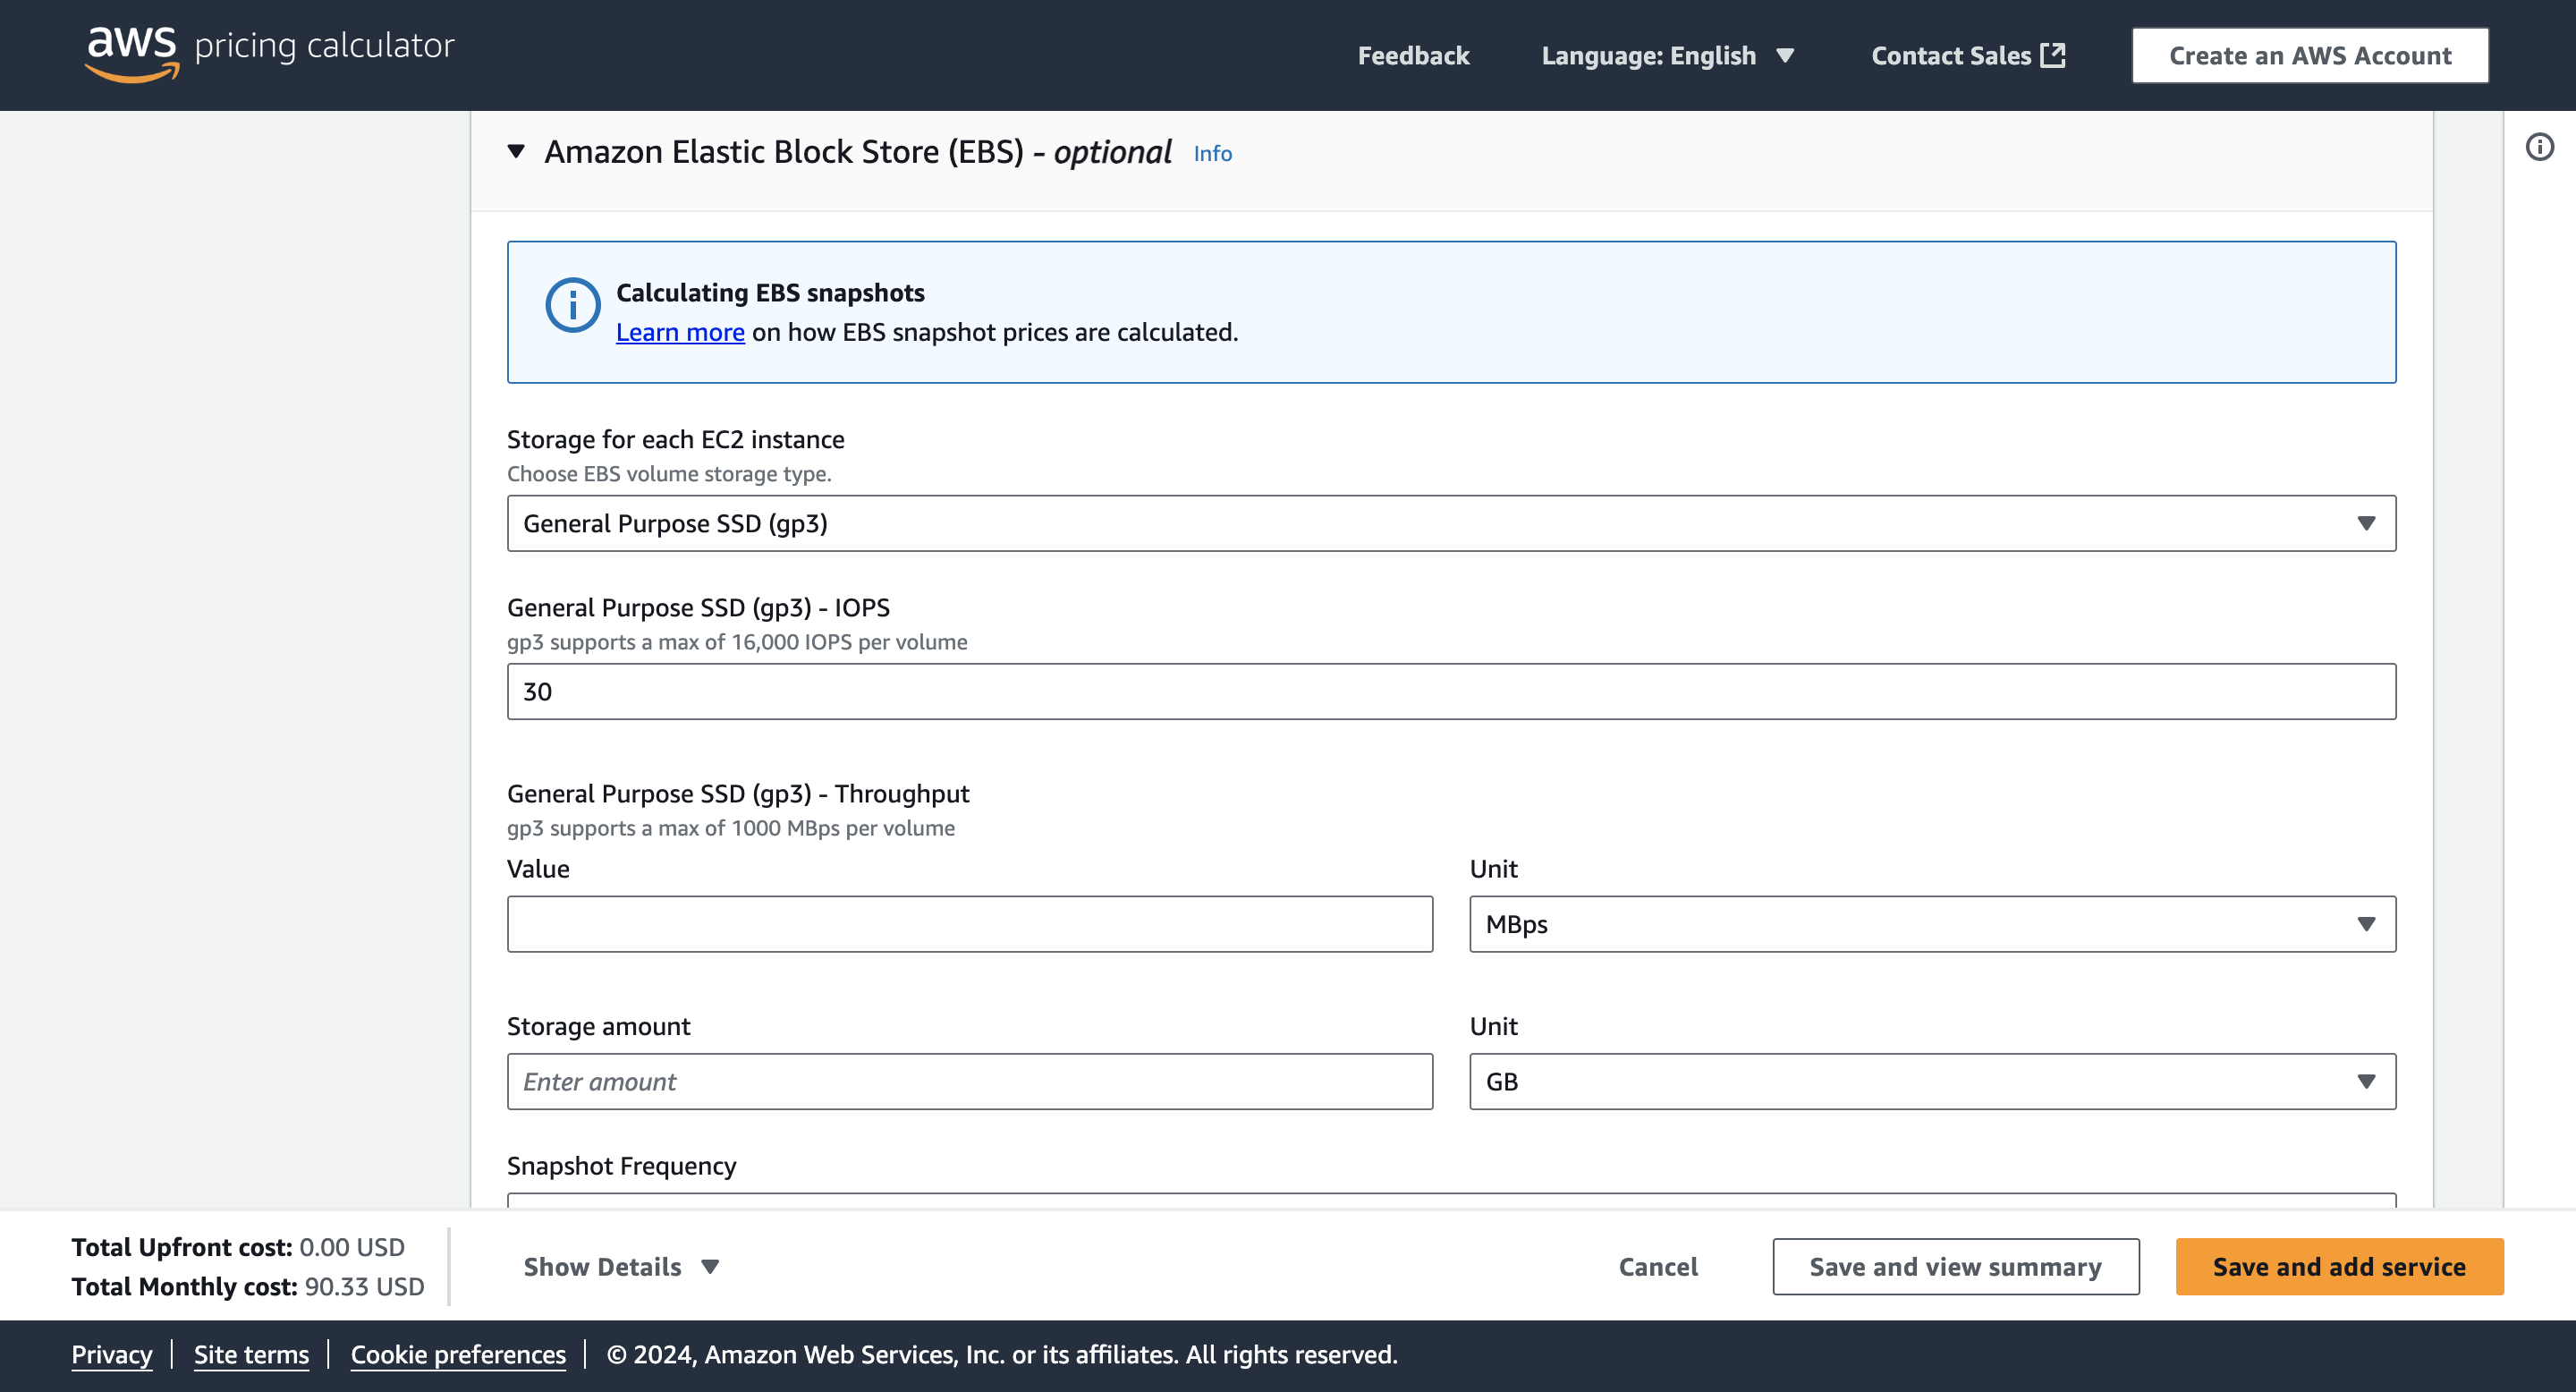 aws pricing calculator
Feedback
Language: English
Contact Sales
Create an AWS Account
Amazon Elastic Block Store (EBS) - optional Info
Calculating EBS snapshots
Learn more on how EBS snapshot prices are calculated.
Storage for each EC2 instance
Choose EBS volume storage type.
General Purpose SSD (gp3)
General Purpose SSD (gp3) - IOPS
gp3 supports a max of 16,000 IOPS per volume
30
General Purpose SSD (gp3) - Throughput
gp3 supports a max of 1000 MBps per volume
Value
Unit
MBps
Storage amount
Unit
Enter amount
GB
Snapshot Frequency
Total Upfront cost: 0.00 USD
Total Monthly cost: 90.33 USD
Show Details
Cancel
Save and view summary
Save and add service
Privacy
Site terms
Cookie preferences
© 2024, Amazon Web Services, Inc. or its affiliates. All rights reserved.